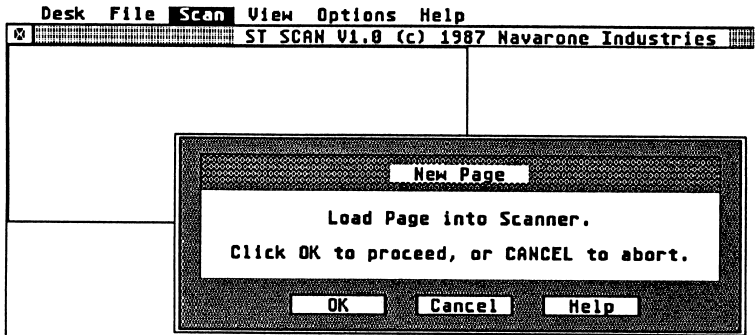 Desk File Scan View Options Help
ST SCAN V1.0 (c) 1987 Navarone Industries
New Page
Load Page into Scanner.
Click OK to proceed, or CANCEL to abort.
OK Cancel Help